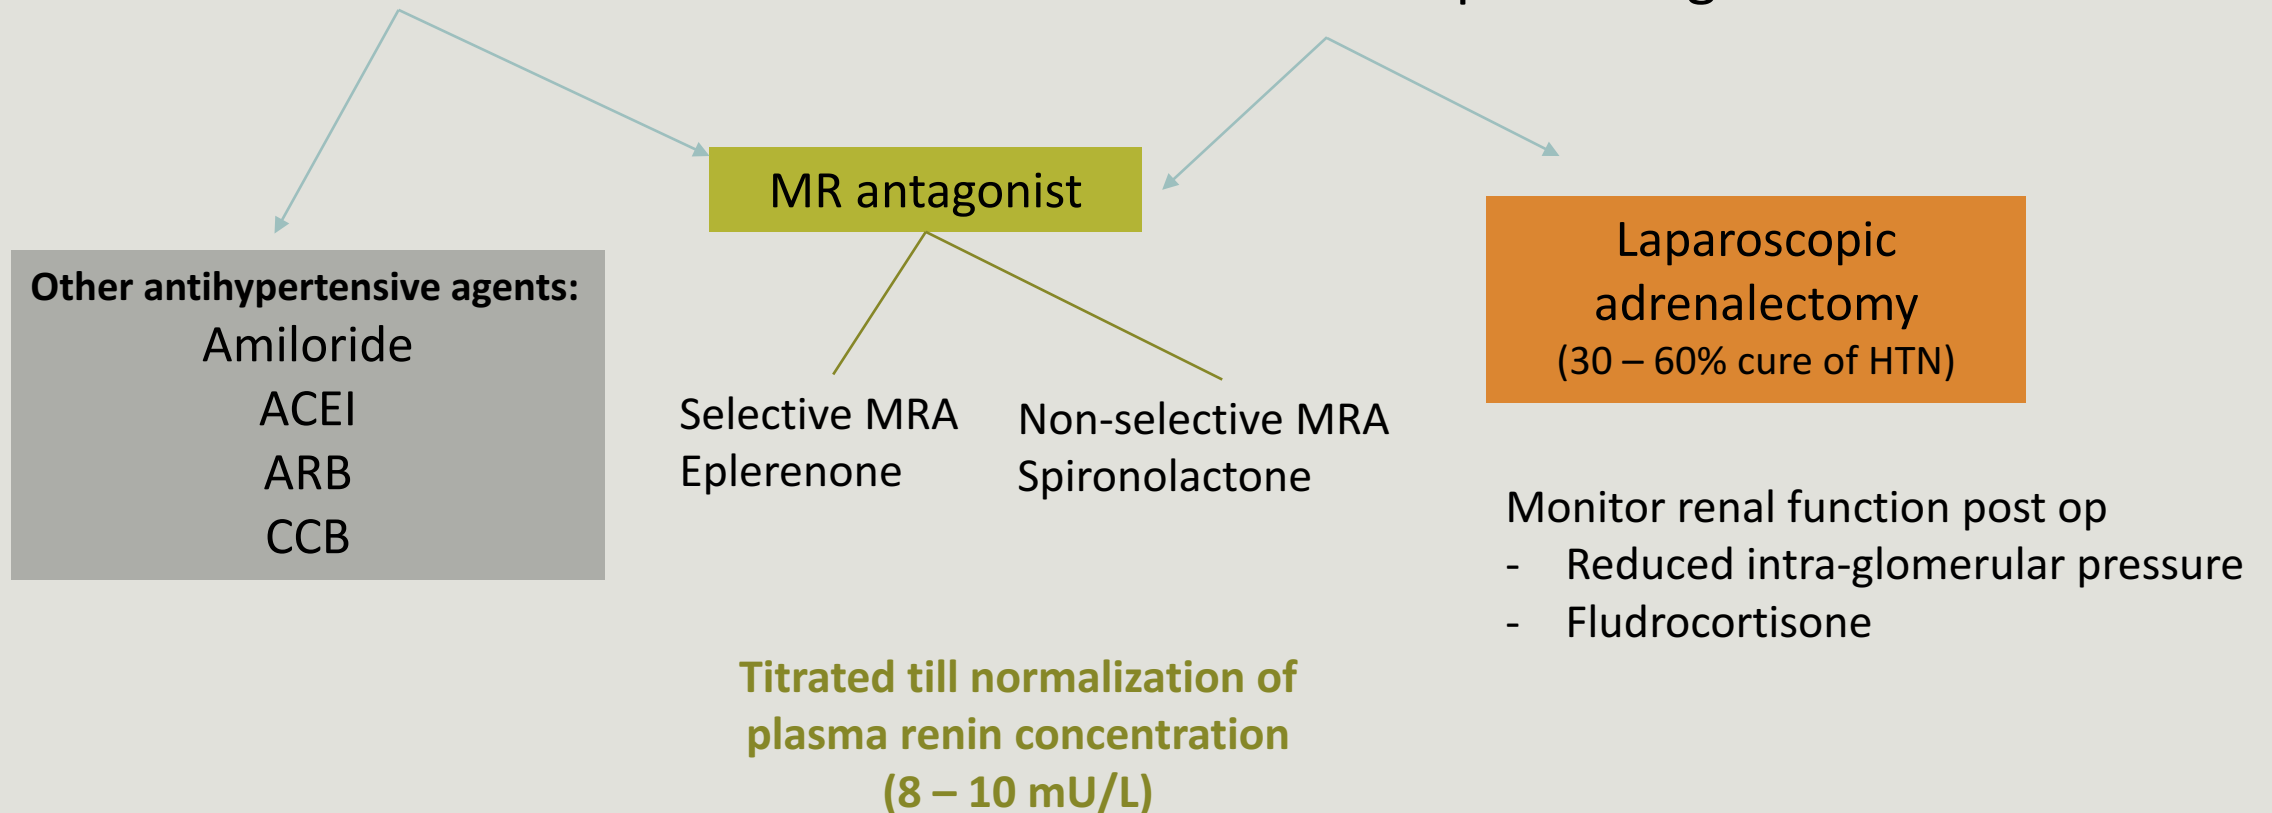 MR antagonist
Other antihypertensive agents:
Amiloride
ACEI
ARB
CCB
Selective MRA
Eplerenone
Non-selective MRA
Spironolactone
Titrated till normalization of
plasma renin concentration
(8 – 10 mU/L)
Laparoscopic
adrenalectomy
(30 – 60% cure of HTN)
Monitor renal function post op
- Reduced intra-glomerular pressure
- Fludrocortisone